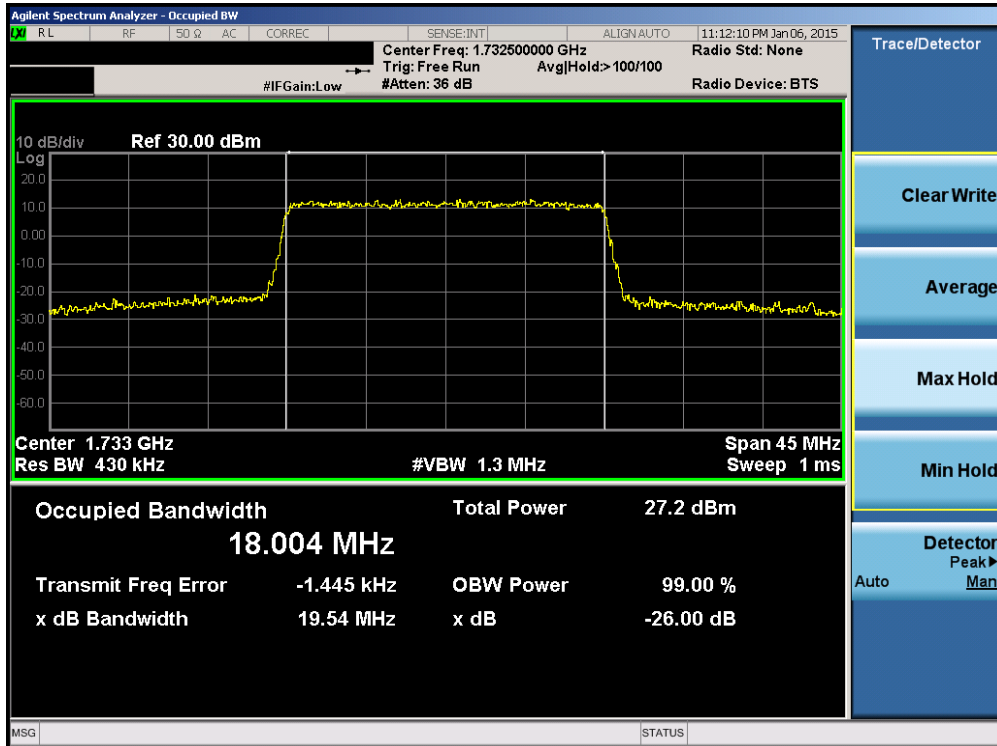 Agilent Spectrum Analyzer - Occupied BW
LXI RL RF 50 Ω AC CORREC SENSE:INT ALIGN AUTO 11:12:10 PM Jan 06, 2015
Center Freq: 1.732500000 GHz Radio Std: None
Trig: Free Run Avg|Hold:>100/100
#IFGain:Low #Atten: 36 dB Radio Device: BTS
10 dB/div Ref 30.00 dBm
Log
20.0
10.0
0.00
-10.0
-20.0
-30.0
-40.0
-50.0
-60.0
Center 1.733 GHz Span 45 MHz
Res BW 430 kHz #VBW 1.3 MHz Sweep 1 ms
Occupied Bandwidth Total Power 27.2 dBm
18.004 MHz
Transmit Freq Error -1.445 kHz OBW Power 99.00 %
x dB Bandwidth 19.54 MHz x dB -26.00 dB
MSG STATUS
Trace/Detector
Clear Write
Average
Max Hold
Min Hold
Detector
Peak▶
Auto Man